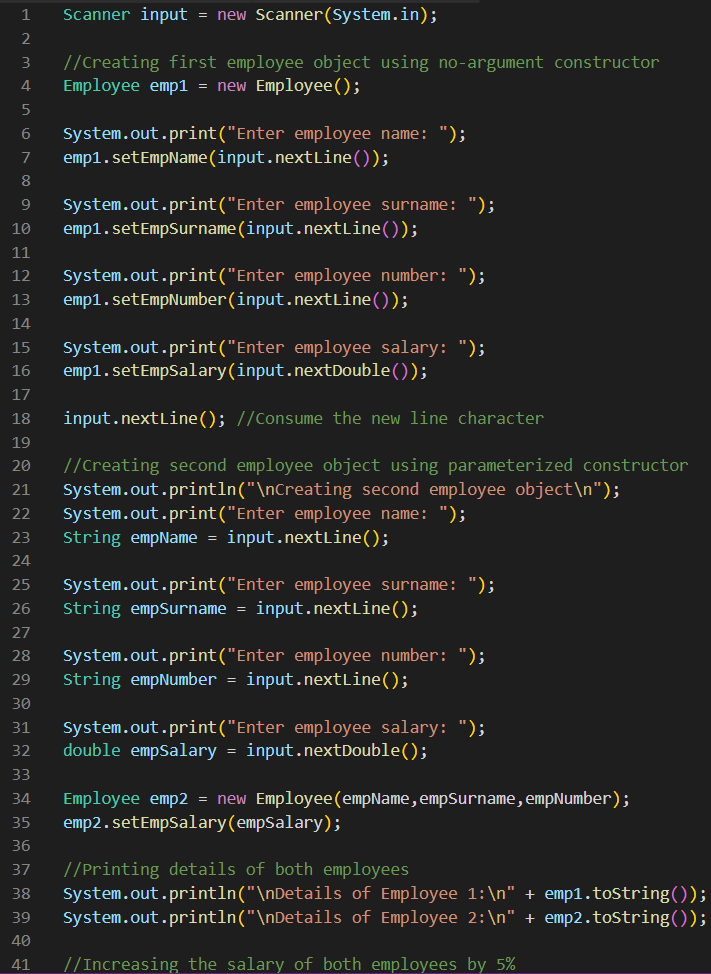 1 Scanner input = new Scanner(System.in);
2
3 //Creating first employee object using no-argument constructor
4 Employee emp1 = new Employee();
5
6 System.out.print("Enter employee name: ");
7 emp1.setEmpName(input.nextLine());
8
9 System.out.print("Enter employee surname: ");
10 emp1.setEmpSurname(input.nextLine());
11
12 System.out.print("Enter employee number: ");
13 emp1.setEmpNumber(input.nextLine());
14
15 System.out.print("Enter employee salary: ");
16 emp1.setEmpSalary(input.nextDouble());
17
18 input.nextLine(); //Consume the new line character
19
20 //Creating second employee object using parameterized constructor
21 System.out.println("\nCreating second employee object\n");
22 System.out.print("Enter employee name: ");
23 String empName = input.nextLine();
24
25 System.out.print("Enter employee surname: ");
26 String empSurname = input.nextLine();
27
28 System.out.print("Enter employee number: ");
29 String empNumber = input.nextLine();
30
31 System.out.print("Enter employee salary: ");
32 double empSalary = input.nextDouble();
33
34 Employee emp2 = new Employee(empName,empSurname,empNumber);
35 emp2.setEmpSalary(empSalary);
36
37 //Printing details of both employees
38 System.out.println("\nDetails of Employee 1:\n" + emp1.toString());
39 System.out.println("\nDetails of Employee 2:\n" + emp2.toString());
40
41 //Increasing the salary of both employees by 5%